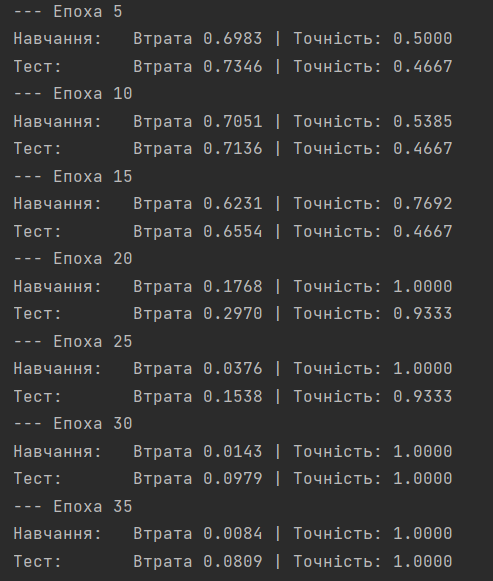 --- Епоха 5
Навчання:   Втрата 0.6983 | Точність: 0.5000
Тест:       Втрата 0.7346 | Точність: 0.4667
--- Епоха 10
Навчання:   Втрата 0.7051 | Точність: 0.5385
Тест:       Втрата 0.7136 | Точність: 0.4667
--- Епоха 15
Навчання:   Втрата 0.6231 | Точність: 0.7692
Тест:       Втрата 0.6554 | Точність: 0.4667
--- Епоха 20
Навчання:   Втрата 0.1768 | Точність: 1.0000
Тест:       Втрата 0.2970 | Точність: 0.9333
--- Епоха 25
Навчання:   Втрата 0.0376 | Точність: 1.0000
Тест:       Втрата 0.1538 | Точність: 0.9333
--- Епоха 30
Навчання:   Втрата 0.0143 | Точність: 1.0000
Тест:       Втрата 0.0979 | Точність: 1.0000
--- Епоха 35
Навчання:   Втрата 0.0084 | Точність: 1.0000
Тест:       Втрата 0.0809 | Точність: 1.0000